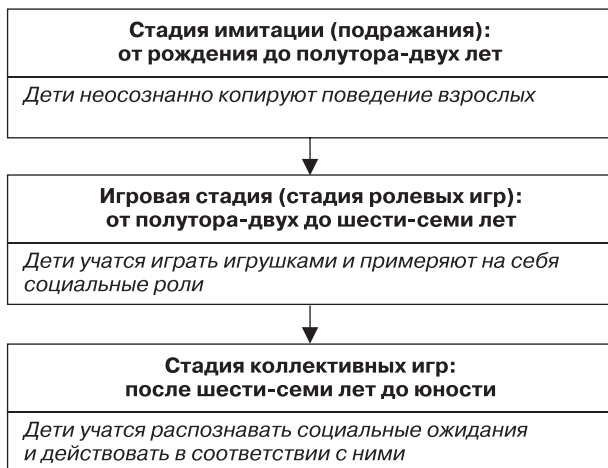 Стадия имитации (подражания):
от рождения до полутора-двух лет
Дети неосознанно копируют поведение взрослых
Игровая стадия (стадия ролевых игр):
от полутора-двух до шести-семи лет
Дети учатся играть игрушками и примеряют на себя
социальные роли
Стадия коллективных игр:
после шести-семи лет до юности
Дети учатся распознавать социальные ожидания
и действовать в соответствии с ними